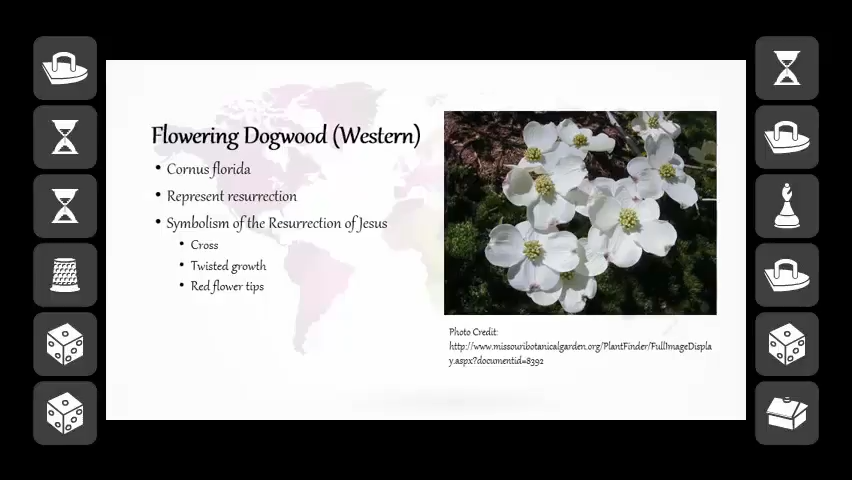 Flowering Dogwood (Western)
• Cornus florida
• Represent resurrection
• Symbolism of the Resurrection of Jesus
• Cross
• Twisted growth
• Red flower tips
Photo Credit:
http://www.missouribotanicalgarden.org/PlantFinder/FullImageDispla
y.aspx?documentid=8392